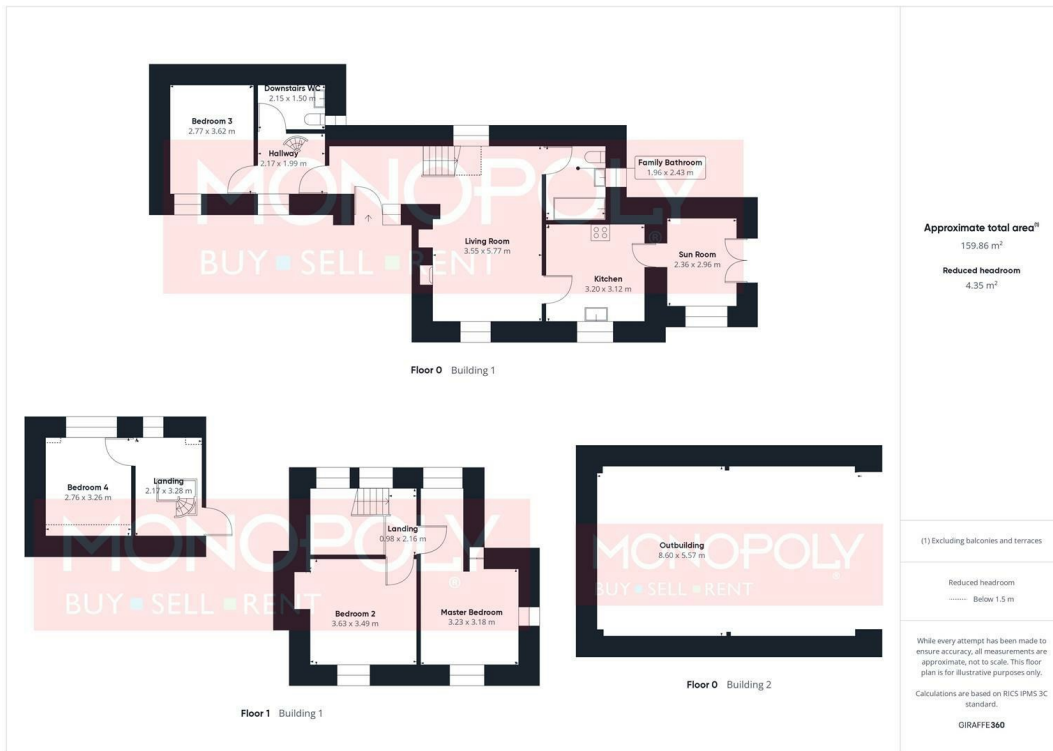 Downstairs WC
2.15 x 1.50 m
Bedroom 3
2.77 x 3.62 m
Hallway
2.17 x 1.99 m
Family Bathroom
1.96 x 2.43 m
Living Room
3.55 x 5.77 m
Sun Room
2.36 x 2.96 m
Kitchen
3.20 x 3.12 m
MONOPOLY
BUY SELL RENT
®
Floor 0 Building 1
Bedroom 4
2.76 x 3.26 m
Landing
2.17 x 3.28 m
Landing
0.98 x 2.16 m
Bedroom 2
3.63 x 3.49 m
Master Bedroom
3.23 x 3.18 m
MONOPOLY
BUY SELL RENT
®
Floor 1 Building 1
Outbuilding
8.60 x 5.57 m
MONOPOLY
BUY SELL RENT
®
Floor 0 Building 2
Approximate total area(1)
159.86 m²
Reduced headroom
4.35 m²
(1) Excluding balconies and terraces
Reduced headroom
Below 1.5 m
While every attempt has been made to
ensure accuracy, all measurements are
approximate, not to scale. This floor
plan is for illustrative purposes only.
Calculations are based on RICS IPMS 3C
standard.
GIRAFFE360